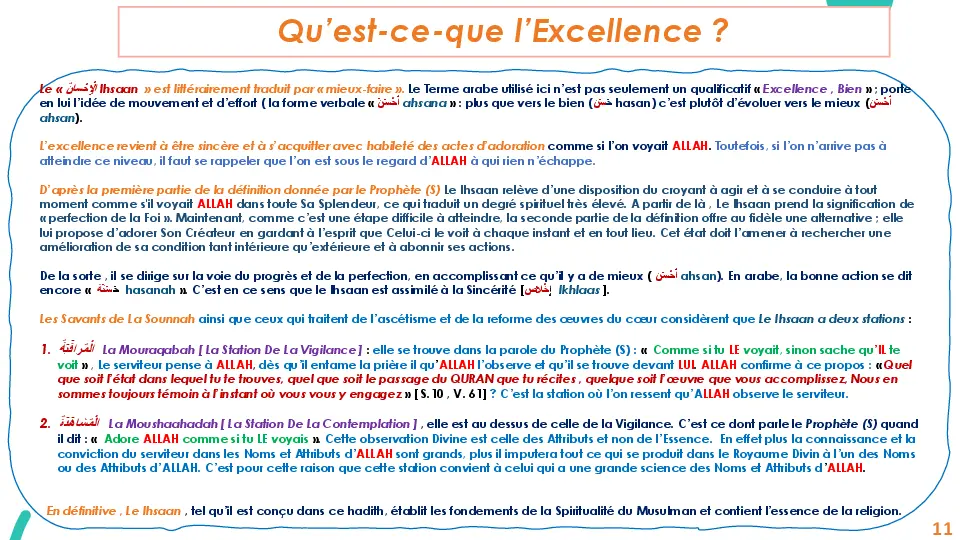 Qu’est-ce-que l’Excellence ?
Le « الْإِحْسَانُ Ihsaan » est littérairement traduit par « mieux-faire ». Le Terme arabe utilisé ici n’est pas seulement un qualificatif « Excellence , Bien » ; porte
en lui l’idée de mouvement et d’effort ( la forme verbale « أَحْسَنَ ahsana » : plus que vers le bien ( حَسَن hasan) c’est plutôt d’évoluer vers le mieux (أَحْسَن
ahsan).
L’excellence revient à être sincère et à s’acquitter avec habileté des actes d’adoration comme si l’on voyait ALLAH. Toutefois, si l’on n’arrive pas à
atteindre ce niveau, il faut se rappeler que l’on est sous le regard d’ALLAH à qui rien n’échappe.
D’après la première partie de la définition donnée par le Prophète (S) Le Ihsaan relève d’une disposition du croyant à agir et à se conduire à tout
moment comme s'il voyait ALLAH dans toute Sa Splendeur, ce qui traduit un degré spirituel très élevé. A partir de là , Le Ihsaan prend la signification de
« perfection de la Foi ». Maintenant, comme c’est une étape difficile à atteindre, la seconde partie de la définition offre au fidèle une alternative ; elle
lui propose d’adorer Son Créateur en gardant à l’esprit que Celui-ci le voit à chaque instant et en tout lieu. Cet état doit l’amener à rechercher une
amélioration de sa condition tant intérieure qu’extérieure et à abonnir ses actions.
De la sorte , il se dirige sur la voie du progrès et de la perfection, en accomplissant ce qu’il y a de mieux ( أَحْسَن ahsan). En arabe, la bonne action se dit
encore « حَسَنَة hasanah ». C’est en ce sens que le Ihsaan est assimilé à la Sincérité [إِخْلَاص Ikhlaas ].
Les Savants de La Sounnah ainsi que ceux qui traitent de l’ascétisme et de la reforme des œuvres du cœur considèrent que Le Ihsaan a deux stations :
1. الْمُرَاقَبَةُ La Mouraqabah [ La Station De La Vigilance ] : elle se trouve dans la parole du Prophète (S) : « Comme si tu LE voyait, sinon sache qu’IL te
voit » , Le serviteur pense à ALLAH, dès qu’il entame la prière il qu’ALLAH l’observe et qu’il se trouve devant LUI. ALLAH confirme à ce propos : «Quel
que soit l’état dans lequel tu te trouves, quel que soit le passage du QURAN que tu récites , quelque soit l’œuvre que vous accomplissez, Nous en
sommes toujours témoin à l’instant où vous vous y engagez » [ S.10 , V. 61] ? C’est la station où l’on ressent qu’ALLAH observe le serviteur.
2. الْمُشَاهَدَةُ La Moushaahadah [ La Station De La Contemplation ] , elle est au dessus de celle de la Vigilance. C’est ce dont parle le Prophète (S) quand
il dit : « Adore ALLAH comme si tu LE voyais ». Cette observation Divine est celle des Attributs et non de l’Essence. En effet plus la connaissance et la
conviction du serviteur dans les Noms et Attributs d’ALLAH sont grands, plus il imputera tout ce qui se produit dans le Royaume Divin à l’un des Noms
ou des Attributs d’ALLAH. C’est pour cette raison que cette station convient à celui qui a une grande science des Noms et Attributs d’ALLAH.
En définitive , Le Ihsaan , tel qu’il est conçu dans ce hadith, établit les fondements de la Spiritualité du Musulman et contient l’essence de la religion.
11